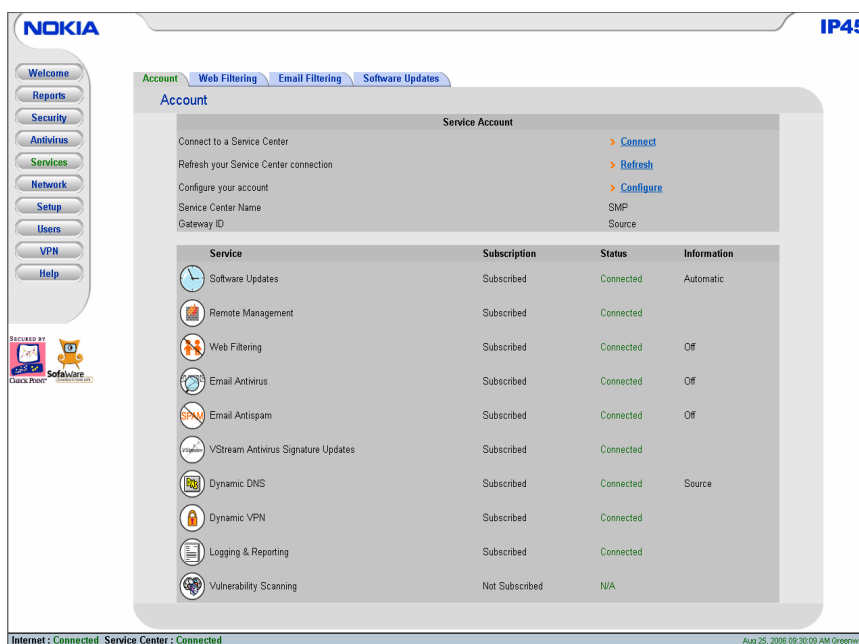 NOKIA
IP45
Welcome
Reports
Security
Antivirus
Services
Network
Setup
Users
VPN
Help
SECURED BY
CHECK POINT
SofaWare
Account Web Filtering Email Filtering Software Updates
Account
Service Account
Connect to a Service Center > Connect
Refresh your Service Center connection > Refresh
Configure your account > Configure
Service Center Name SMP
Gateway ID Source
Service Subscription Status Information
Software Updates Subscribed Connected Automatic
Remote Management Subscribed Connected
Web Filtering Subscribed Connected Off
Email Antivirus Subscribed Connected Off
SPAM Email Antispam Subscribed Connected Off
VStream VStream Antivirus Signature Updates Subscribed Connected
Dynamic DNS Subscribed Connected Source
Dynamic VPN Subscribed Connected
Logging & Reporting Subscribed Connected
Vulnerability Scanning Not Subscribed N/A
Internet : Connected Service Center : Connected
Aug 25, 2006 09:30:09 AM Greenw